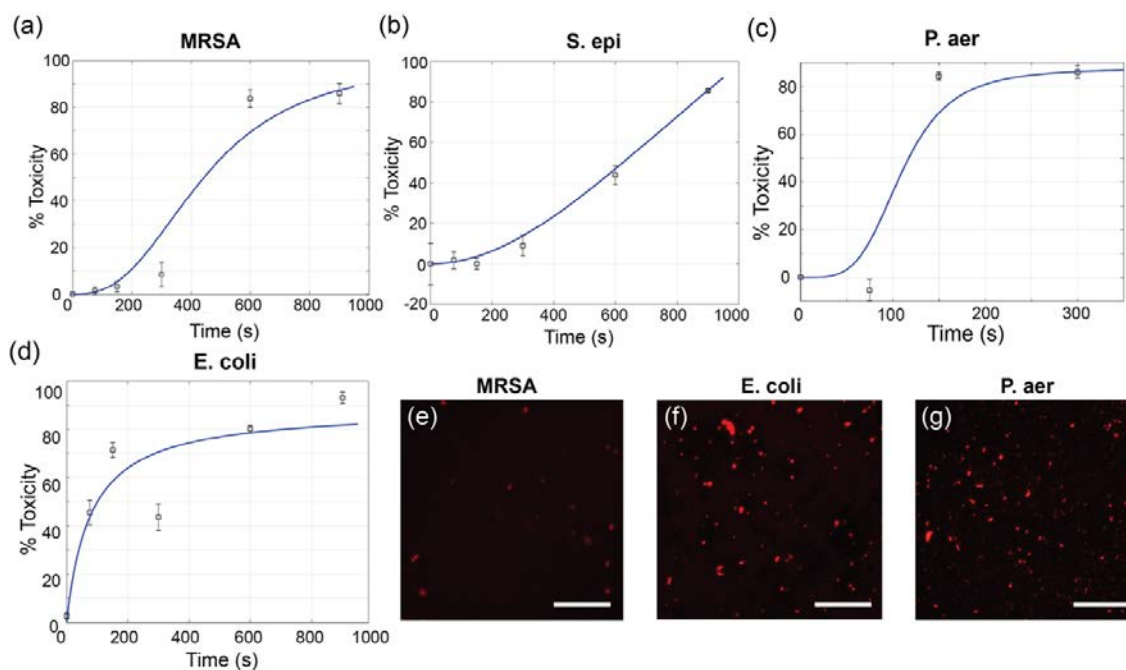 (a)
MRSA
% Toxicity
100
80
60
40
20
0
0 200 400 600 800 1000
Time (s)
(b)
S. epi
% Toxicity
100
80
60
40
20
0
-20
0 200 400 600 800 1000
Time (s)
(c)
P. aer
% Toxicity
80
60
40
20
0
0 100 200 300
Time (s)
(d)
E. coli
% Toxicity
100
80
60
40
20
0
0 200 400 600 800 1000
Time (s)
MRSA
(e)
E. coli
(f)
P. aer
(g)